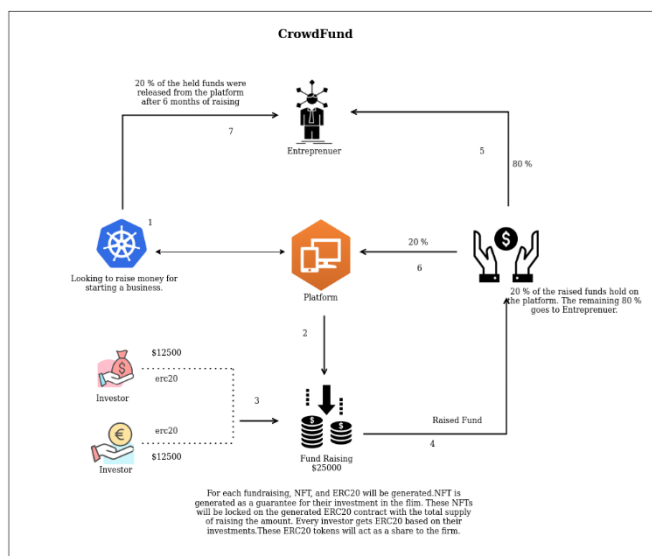 CrowdFund
20 % of the held funds were
released from the platform
after 6 months of raising
7
Entreprenuer
5
80 %
1
Looking to raise money for
starting a business.
Platform
20 %
6
$
20 % of the raised funds hold on
the platform. The remaining 80 %
goes to Entreprenuer.
2
$12500
$
erc20
Investor
3
€
erc20
$12500
Investor
$
$
Fund Raising
$25000
Raised Fund
4
For each fundraising, NFT, and ERC20 will be generated.NFT is
generated as a guarantee for their investment in the flim. These NFTs
will be locked on the generated ERC20 contract with the total supply
of raising the amount. Every investor gets ERC20 based on their
investments.These ERC20 tokens will act as a share to the firm.